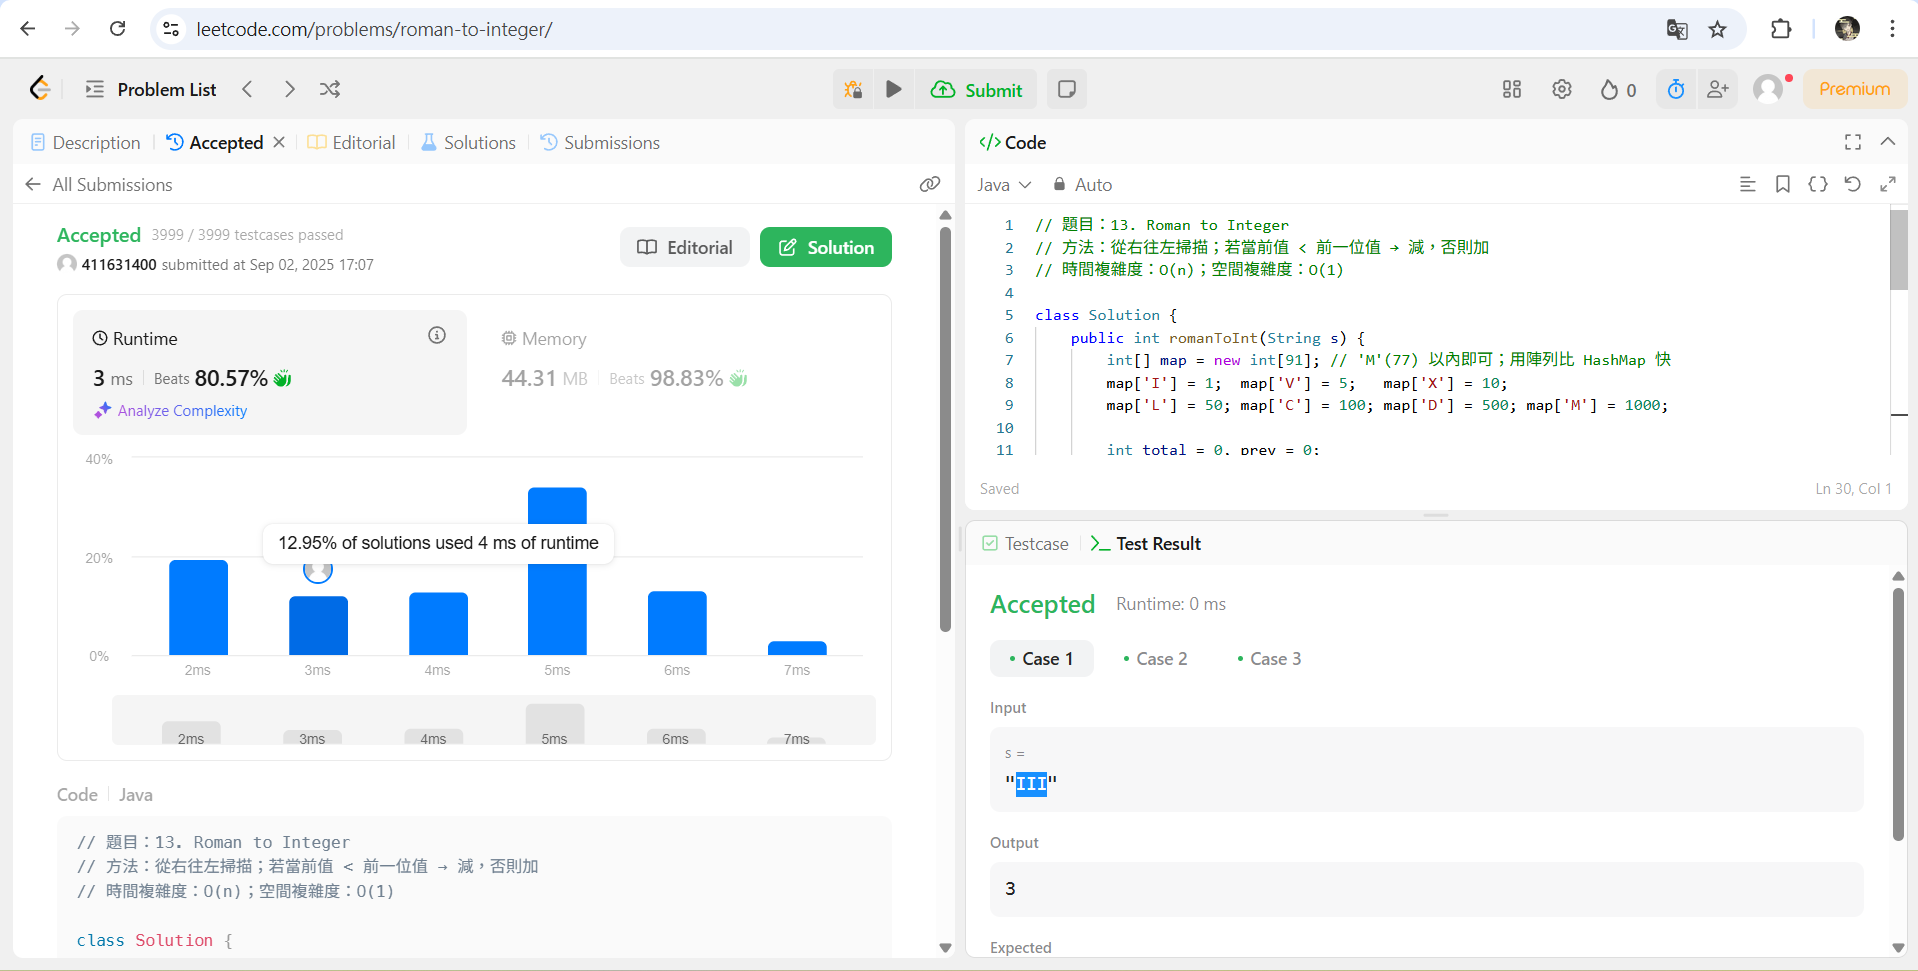 leetcode.com/problems/roman-to-integer/
Problem List
Submit
0
Premium
Description
Accepted
Editorial
Solutions
Submissions
All Submissions
Accepted 3999 / 3999 testcases passed
411631400 submitted at Sep 02, 2025 17:07
Editorial
Solution
Runtime
3 ms
Beats 80.57%
Analyze Complexity
Memory
44.31 MB
Beats 98.83%
40%
20%
0%
12.95% of solutions used 4 ms of runtime
2ms 3ms 4ms 5ms 6ms 7ms
2ms 3ms 4ms 5ms 6ms 7ms
Code
Java
// 題目：13. Roman to Integer
// 方法：從右往左掃描；若當前值 < 前一位值 → 減，否則加
// 時間複雜度：O(n)；空間複雜度：O(1)
class Solution {
</> Code
Java
Auto
1 // 題目：13. Roman to Integer
2 // 方法：從右往左掃描；若當前值 < 前一位值 → 減，否則加
3 // 時間複雜度：O(n)；空間複雜度：O(1)
4
5 class Solution {
6 public int romanToInt(String s) {
7 int[] map = new int[91]; // 'M'(77) 以內即可；用陣列比 HashMap 快
8 map['I'] = 1; map['V'] = 5; map['X'] = 10;
9 map['L'] = 50; map['C'] = 100; map['D'] = 500; map['M'] = 1000;
10
11 int total = 0, prev = 0;
Saved
Ln 30, Col 1
Testcase
Test Result
Accepted
Runtime: 0 ms
Case 1
Case 2
Case 3
Input
s =
"III"
Output
3
Expected